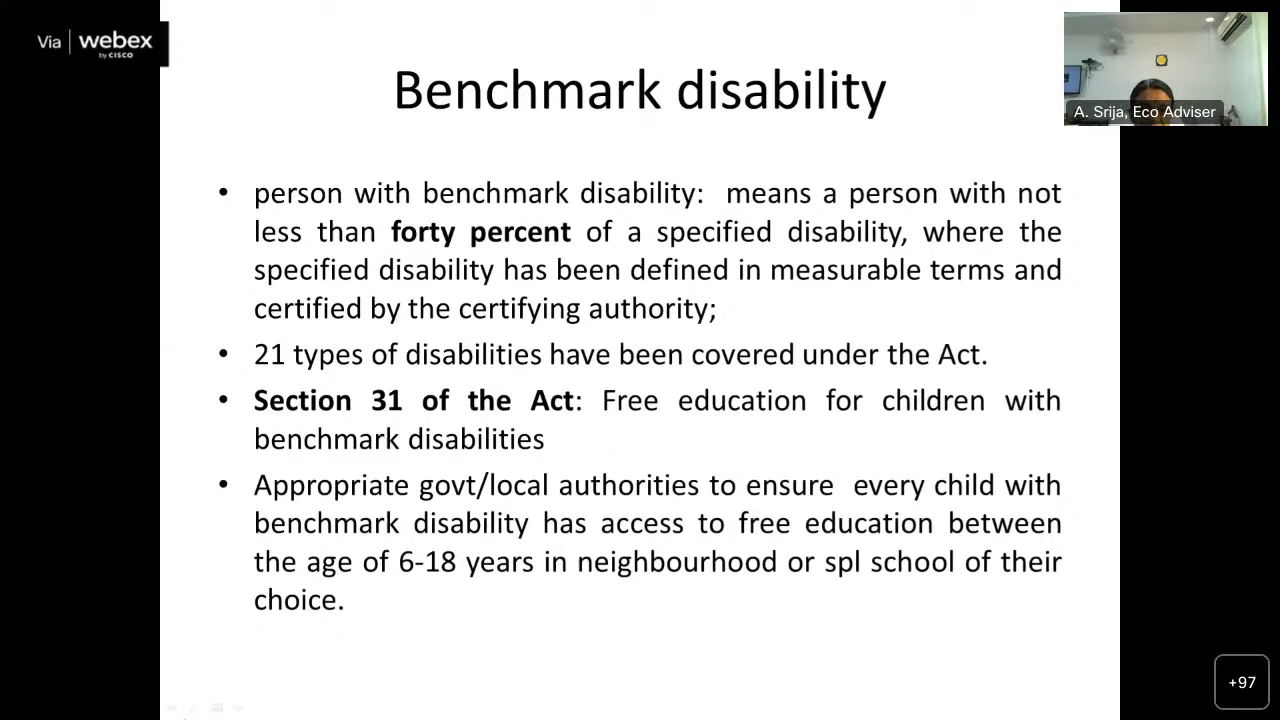 Via | webex
by CISCO
Benchmark disability
A. Srija, Eco Adviser
• person with benchmark disability: means a person with not
less than forty percent of a specified disability, where the
specified disability has been defined in measurable terms and
certified by the certifying authority;
• 21 types of disabilities have been covered under the Act.
• Section 31 of the Act: Free education for children with
benchmark disabilities
• Appropriate govt/local authorities to ensure every child with
benchmark disability has access to free education between
the age of 6-18 years in neighbourhood or spl school of their
choice.
+97